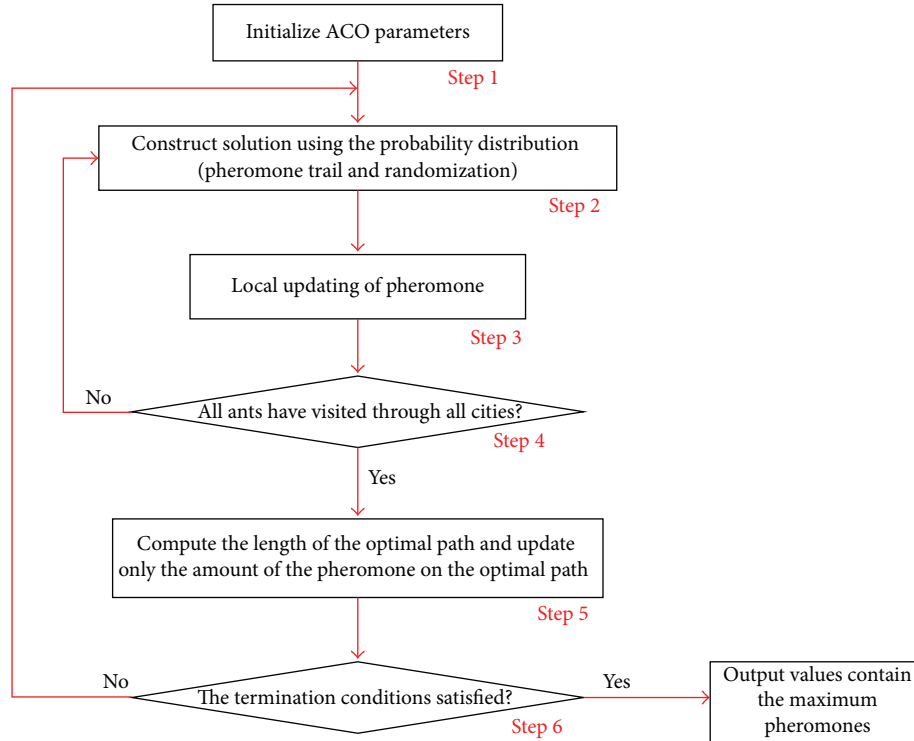 Initialize ACO parameters
Step 1
Construct solution using the probability distribution
(pheromone trail and randomization)
Step 2
Local updating of pheromone
Step 3
No
All ants have visited through all cities?
Step 4
Yes
Compute the length of the optimal path and update
only the amount of the pheromone on the optimal path
Step 5
No
The termination conditions satisfied?
Step 6
Yes
Output values contain
the maximum
pheromones